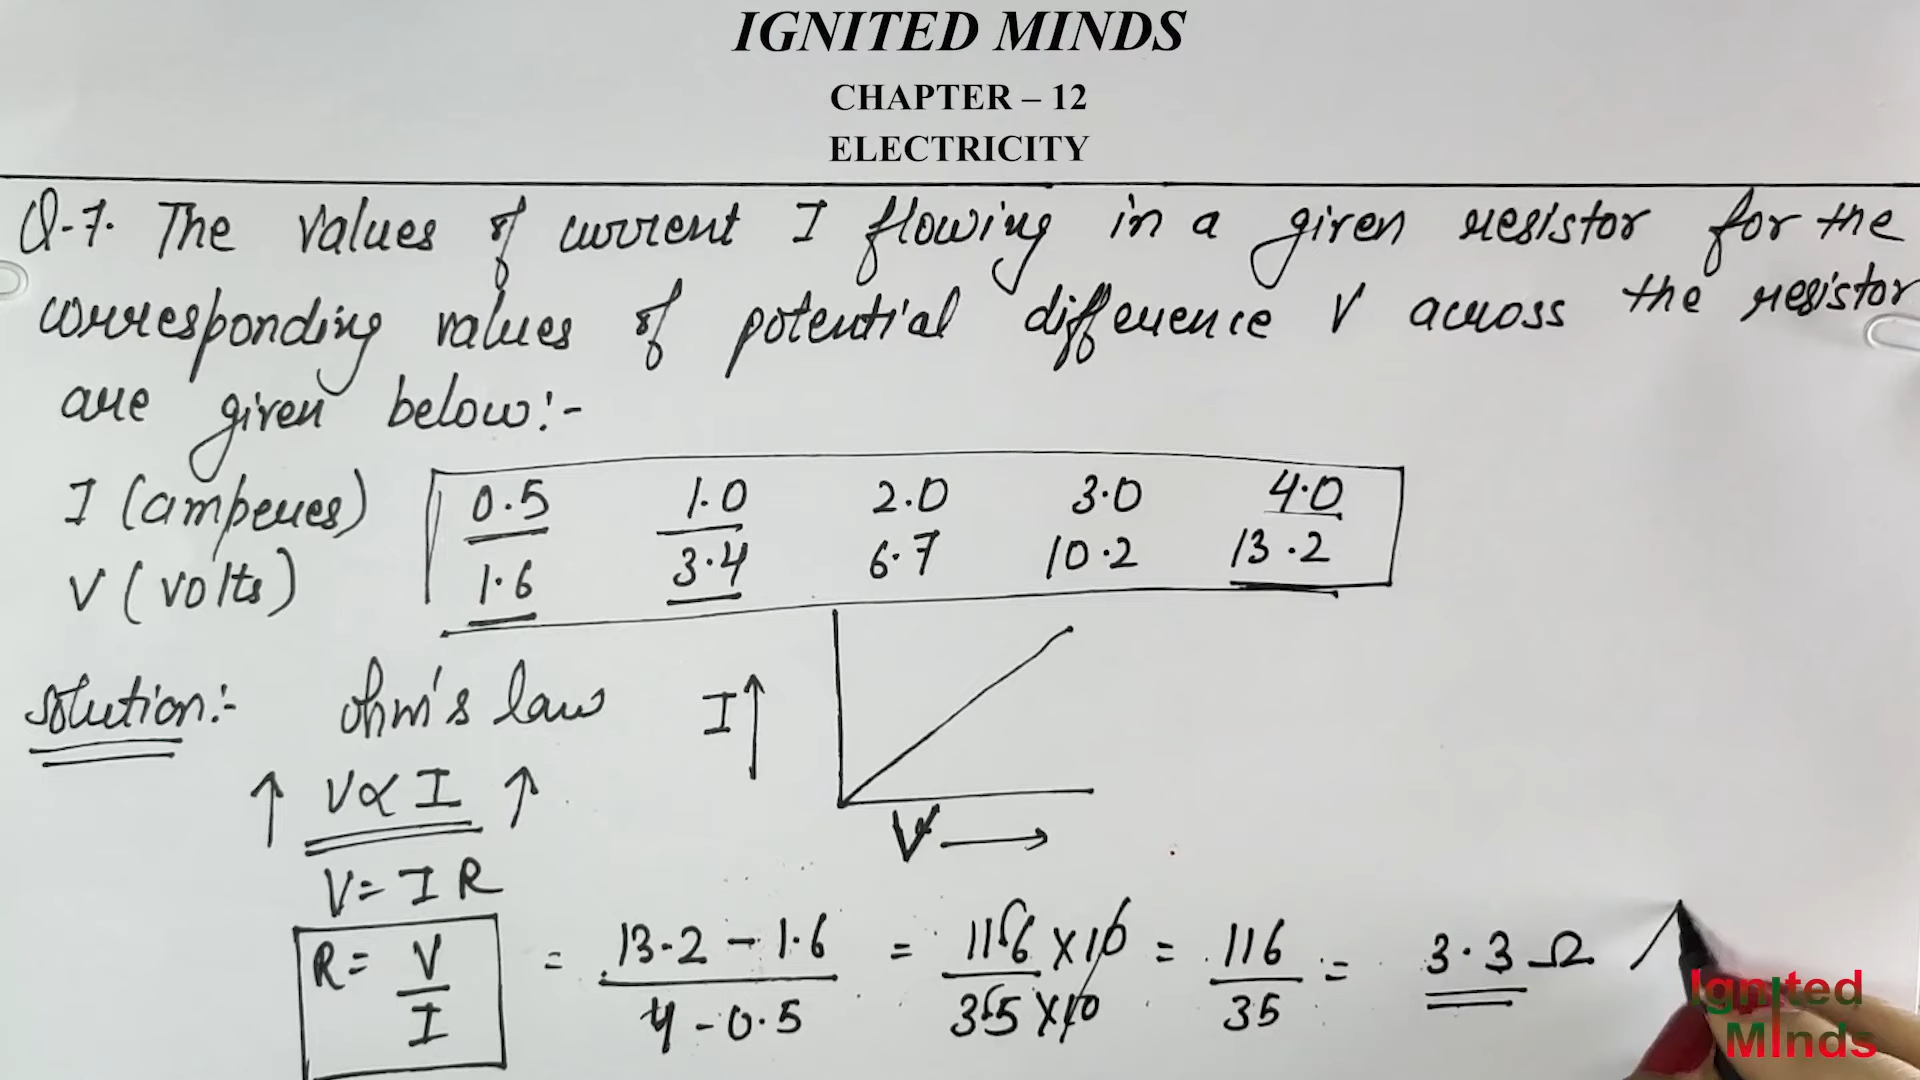 IGNITED MINDS
CHAPTER – 12
ELECTRICITY
Q-7. The values of current I flowing in a given resistor for the
corresponding values of potential difference V across the resistor
are given below:-
I (amperes) 0.5 1.0 2.0 3.0 4.0
V (volts) 1.6 3.4 6.7 10.2 13.2
Solution:- ohm's law I↑
↑ V∝I ↑
V →
V = I R
R = V/I = 13.2 - 1.6 / 4 - 0.5 = 11.6 × 10 / 3.5 × 10 = 116/35 = 3.3 Ω
Ignited
Minds